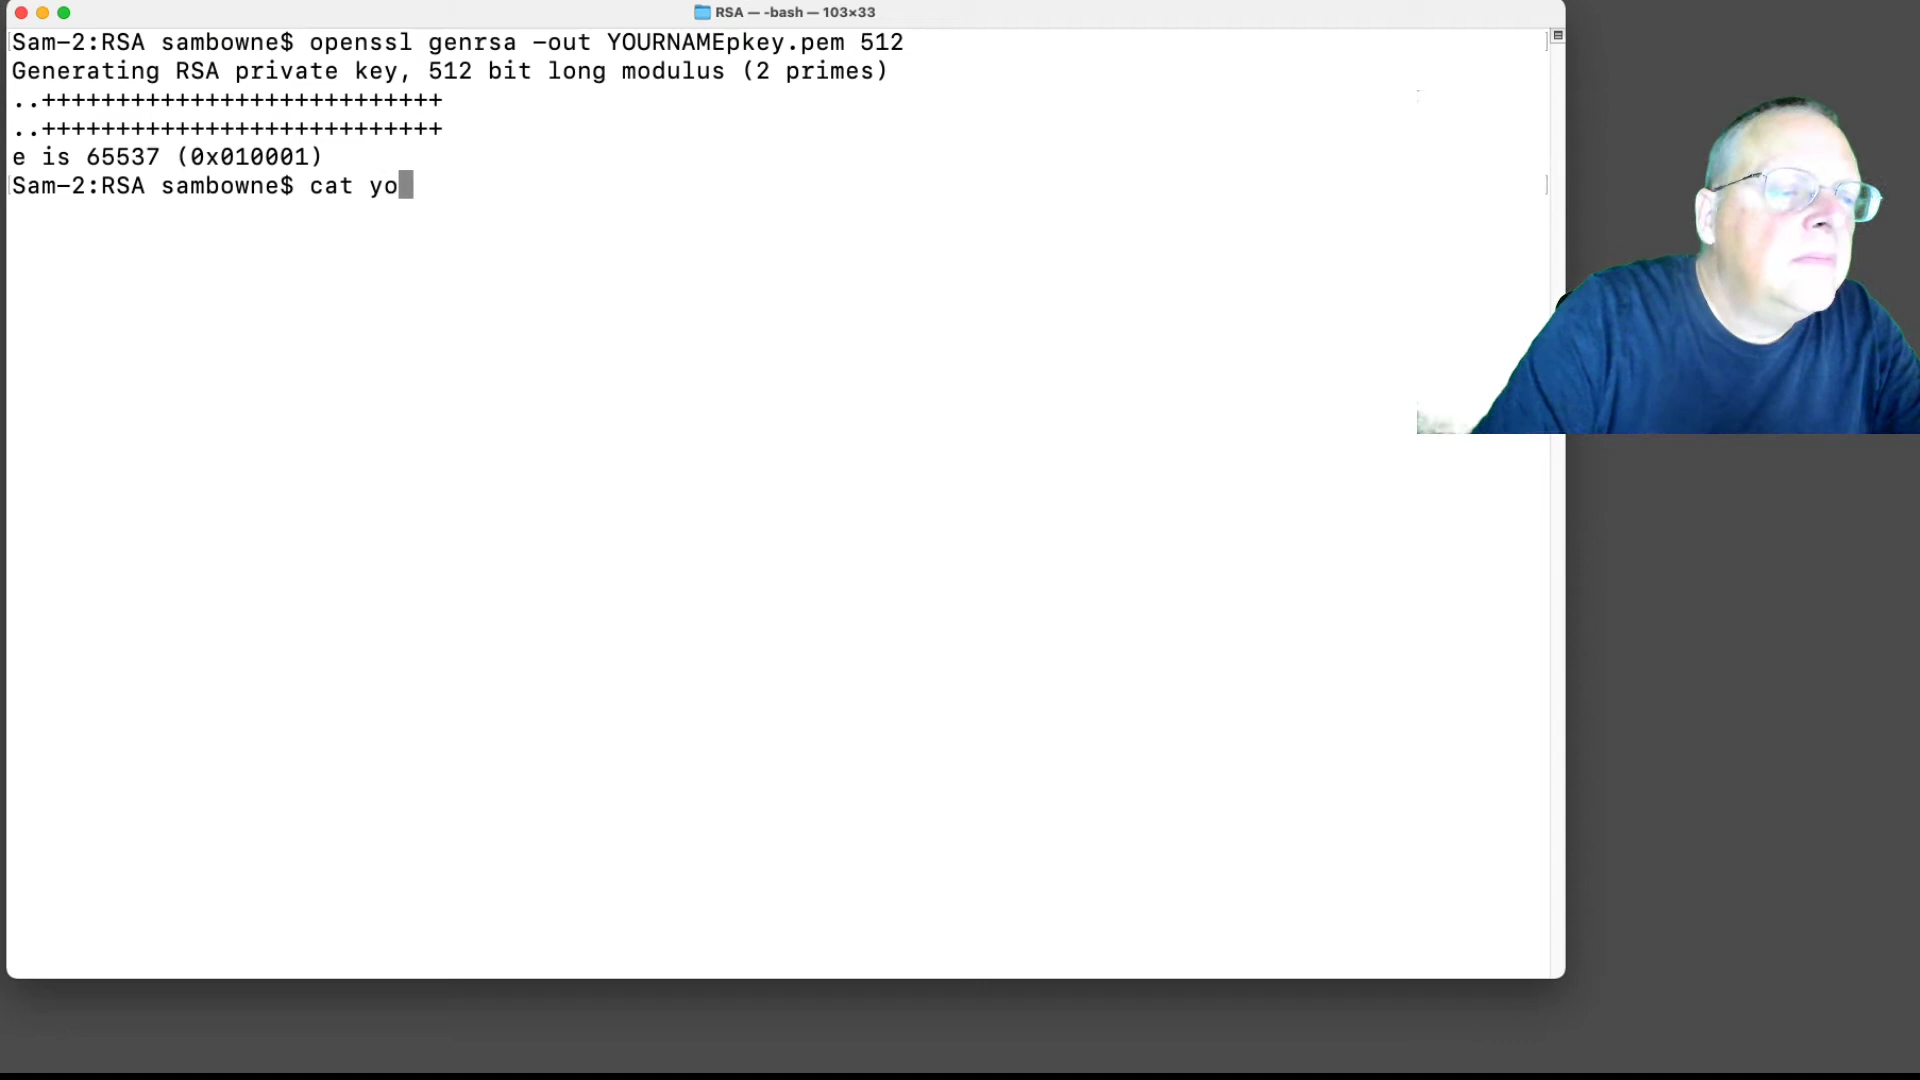 RSA — -bash — 103×33
Sam-2:RSA sambowne$ openssl genrsa -out YOURNAMEpkey.pem 512
Generating RSA private key, 512 bit long modulus (2 primes)
..+++++++++++++++++++++++++++
..+++++++++++++++++++++++++++
e is 65537 (0x010001)
Sam-2:RSA sambowne$ cat yo